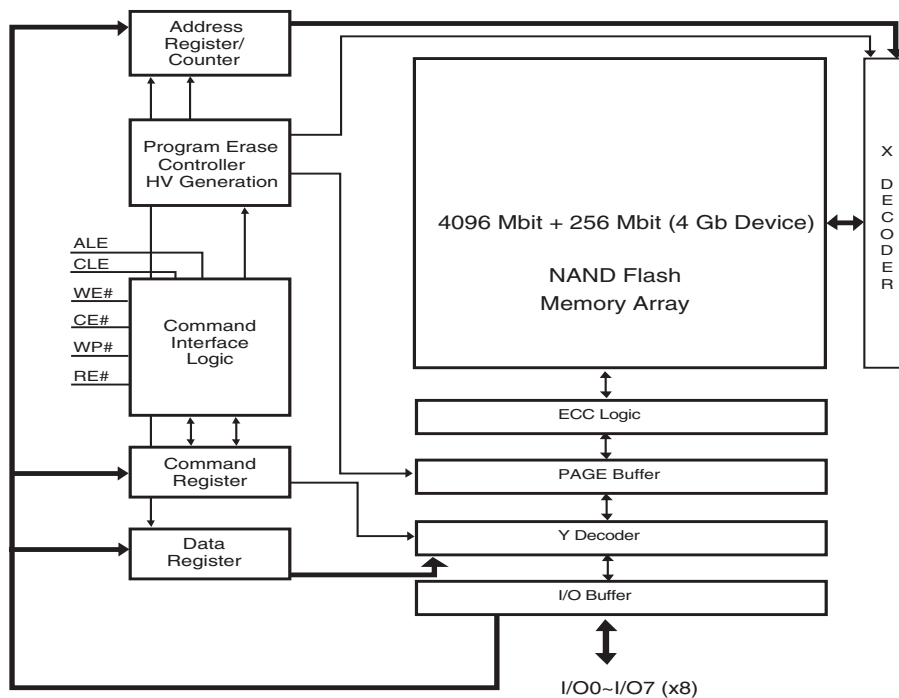 Address
Register/
Counter
Program Erase
Controller
HV Generation
ALE
CLE
WE#
CE#
WP#
RE#
Command
Interface
Logic
Command
Register
Data
Register
4096 Mbit + 256 Mbit (4 Gb Device)
NAND Flash
Memory Array
X
D
E
C
O
D
E
R
ECC Logic
PAGE Buffer
Y Decoder
I/O Buffer
I/O0~I/O7 (x8)